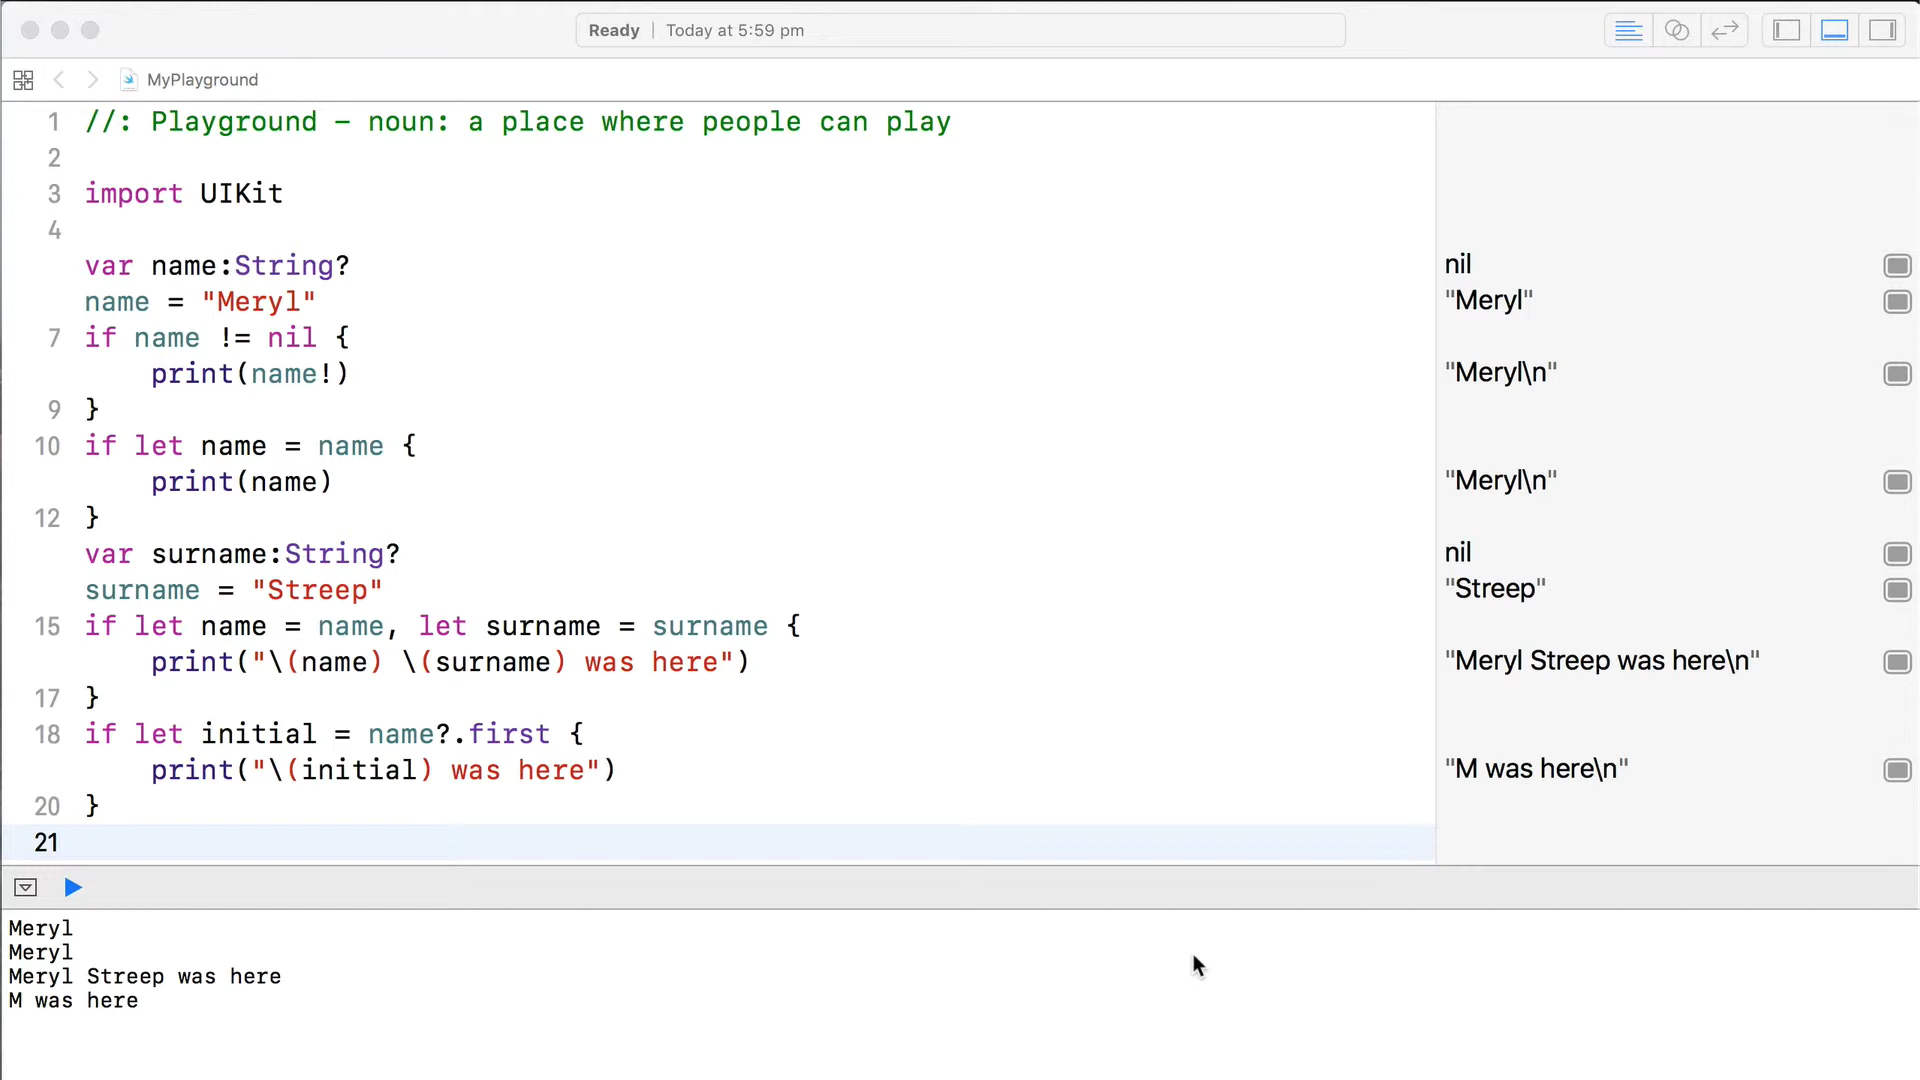 Ready | Today at 5:59 pm
MyPlayground
1 //: Playground - noun: a place where people can play
2
3 import UIKit
4
var name:String? nil
name = "Meryl" "Meryl"
7 if name != nil {
print(name!) "Meryl\n"
9 }
10 if let name = name {
print(name) "Meryl\n"
12 }
var surname:String? nil
surname = "Streep" "Streep"
15 if let name = name, let surname = surname {
print("\(name) \(surname) was here") "Meryl Streep was here\n"
17 }
18 if let initial = name?.first {
print("\(initial) was here") "M was here\n"
20 }
21
Meryl
Meryl
Meryl Streep was here
M was here